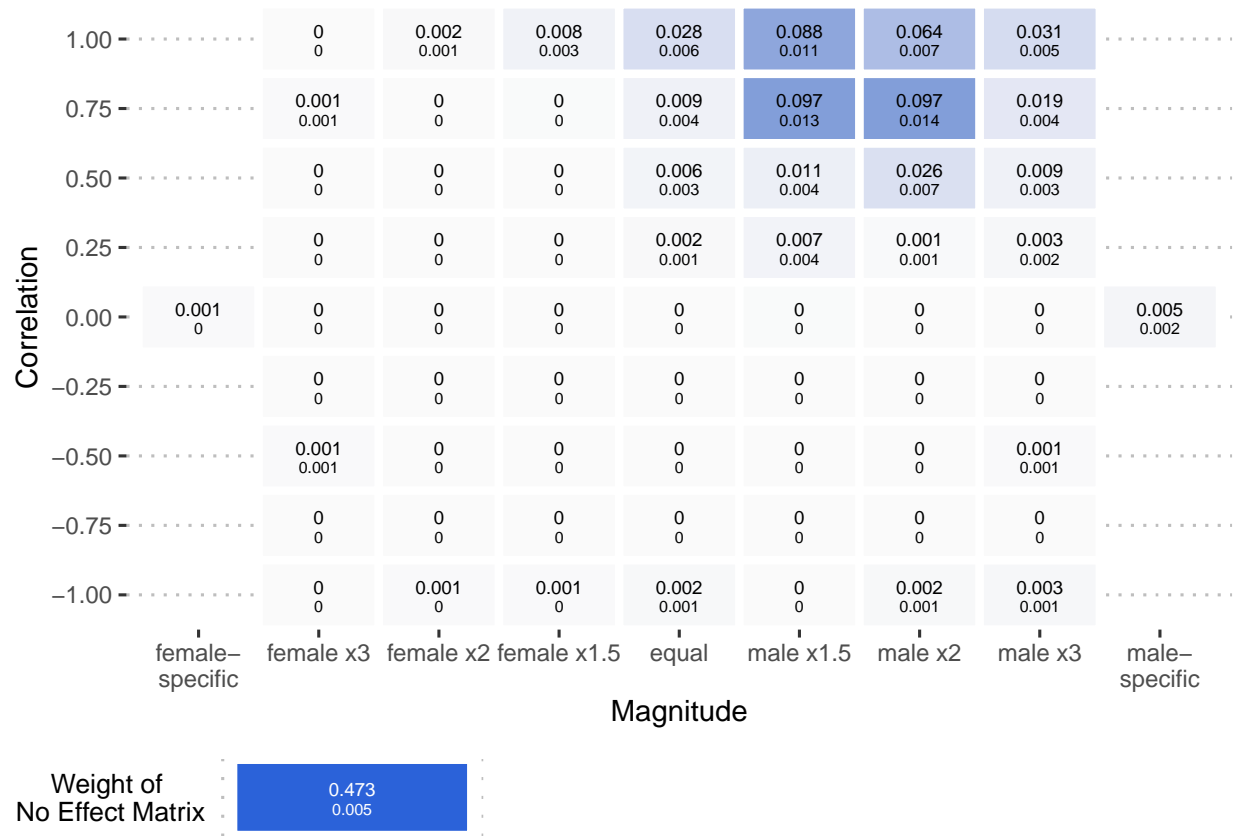 1.00 0 0.002 0.008 0.028 0.088 0.064 0.031
0 0.001 0.003 0.006 0.011 0.007 0.005
0.75 0.001 0 0 0.009 0.097 0.097 0.019
0.001 0 0 0.004 0.013 0.014 0.004
0.50 0 0 0 0.006 0.011 0.026 0.009
0 0 0 0.003 0.004 0.007 0.003
0.25 0 0 0 0.002 0.007 0.001 0.003
0 0 0 0.001 0.004 0.001 0.002
0.00 0.001 0 0 0 0 0 0 0 0.005
0 0 0 0 0 0 0 0 0.002
−0.25 0 0 0 0 0 0 0
0 0 0 0 0 0 0
−0.50 0.001 0 0 0 0 0 0.001
0.001 0 0 0 0 0 0.001
−0.75 0 0 0 0 0 0 0
0 0 0 0 0 0 0
−1.00 0 0.001 0.001 0.002 0 0.002 0.003
0 0 0 0.001 0 0.001 0.001
Correlation
female− female x3 female x2 female x1.5 equal male x1.5 male x2 male x3 male−
specific specific
Magnitude
Weight of
No Effect Matrix
0.473
0.005